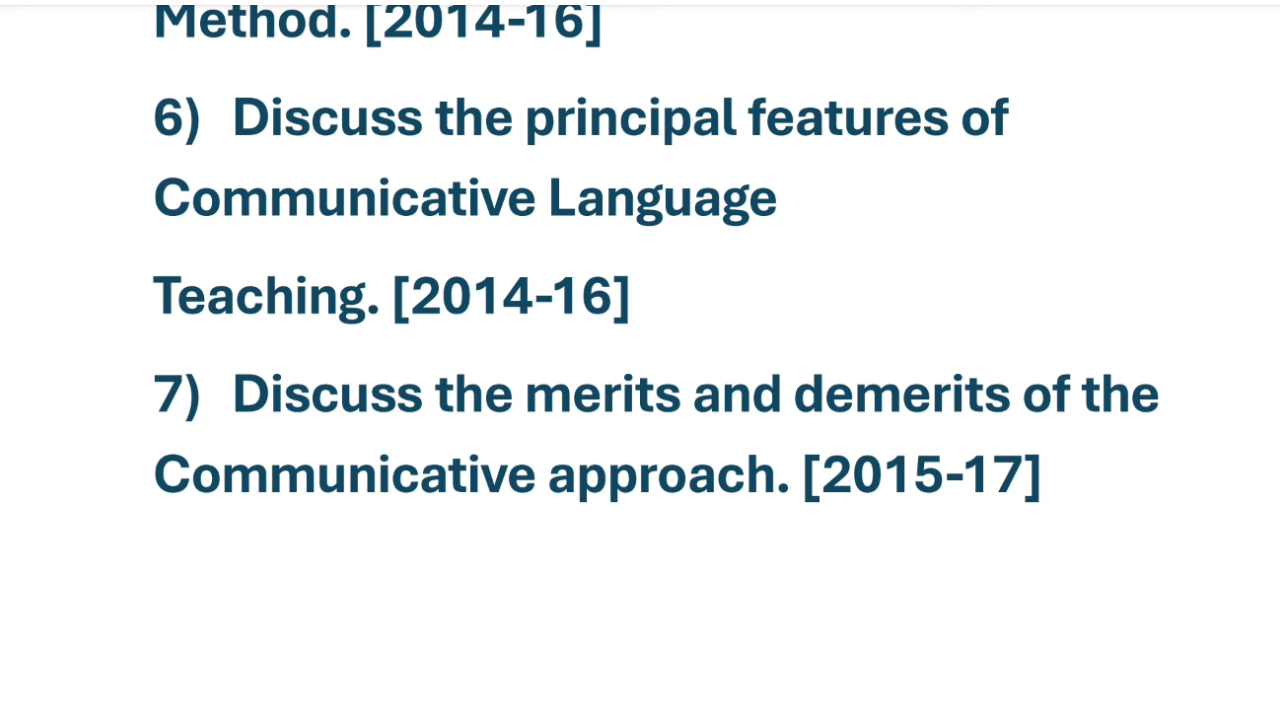 Method. [2014-16]
6) Discuss the principal features of
Communicative Language
Teaching. [2014-16]
7) Discuss the merits and demerits of the
Communicative approach. [2015-17]